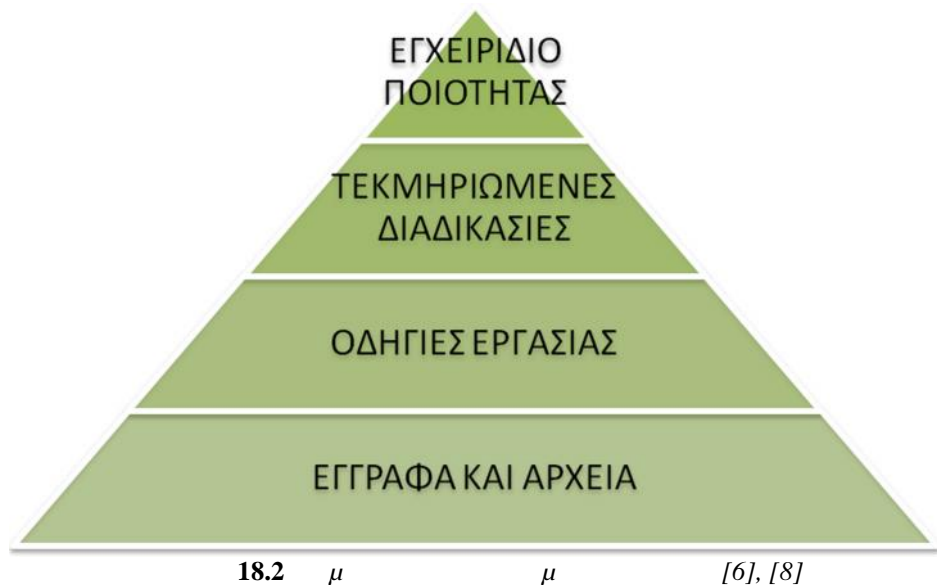 ΕΓΧΕΙΡΙΔΙΟ
ΠΟΙΟΤΗΤΑΣ
ΤΕΚΜΗΡΙΩΜΕΝΕΣ
ΔΙΑΔΙΚΑΣΙΕΣ
ΟΔΗΓΙΕΣ ΕΡΓΑΣΙΑΣ
ΕΓΓΡΑΦΑ ΚΑΙ ΑΡΧΕΙΑ
18.2 μ μ [6], [8]